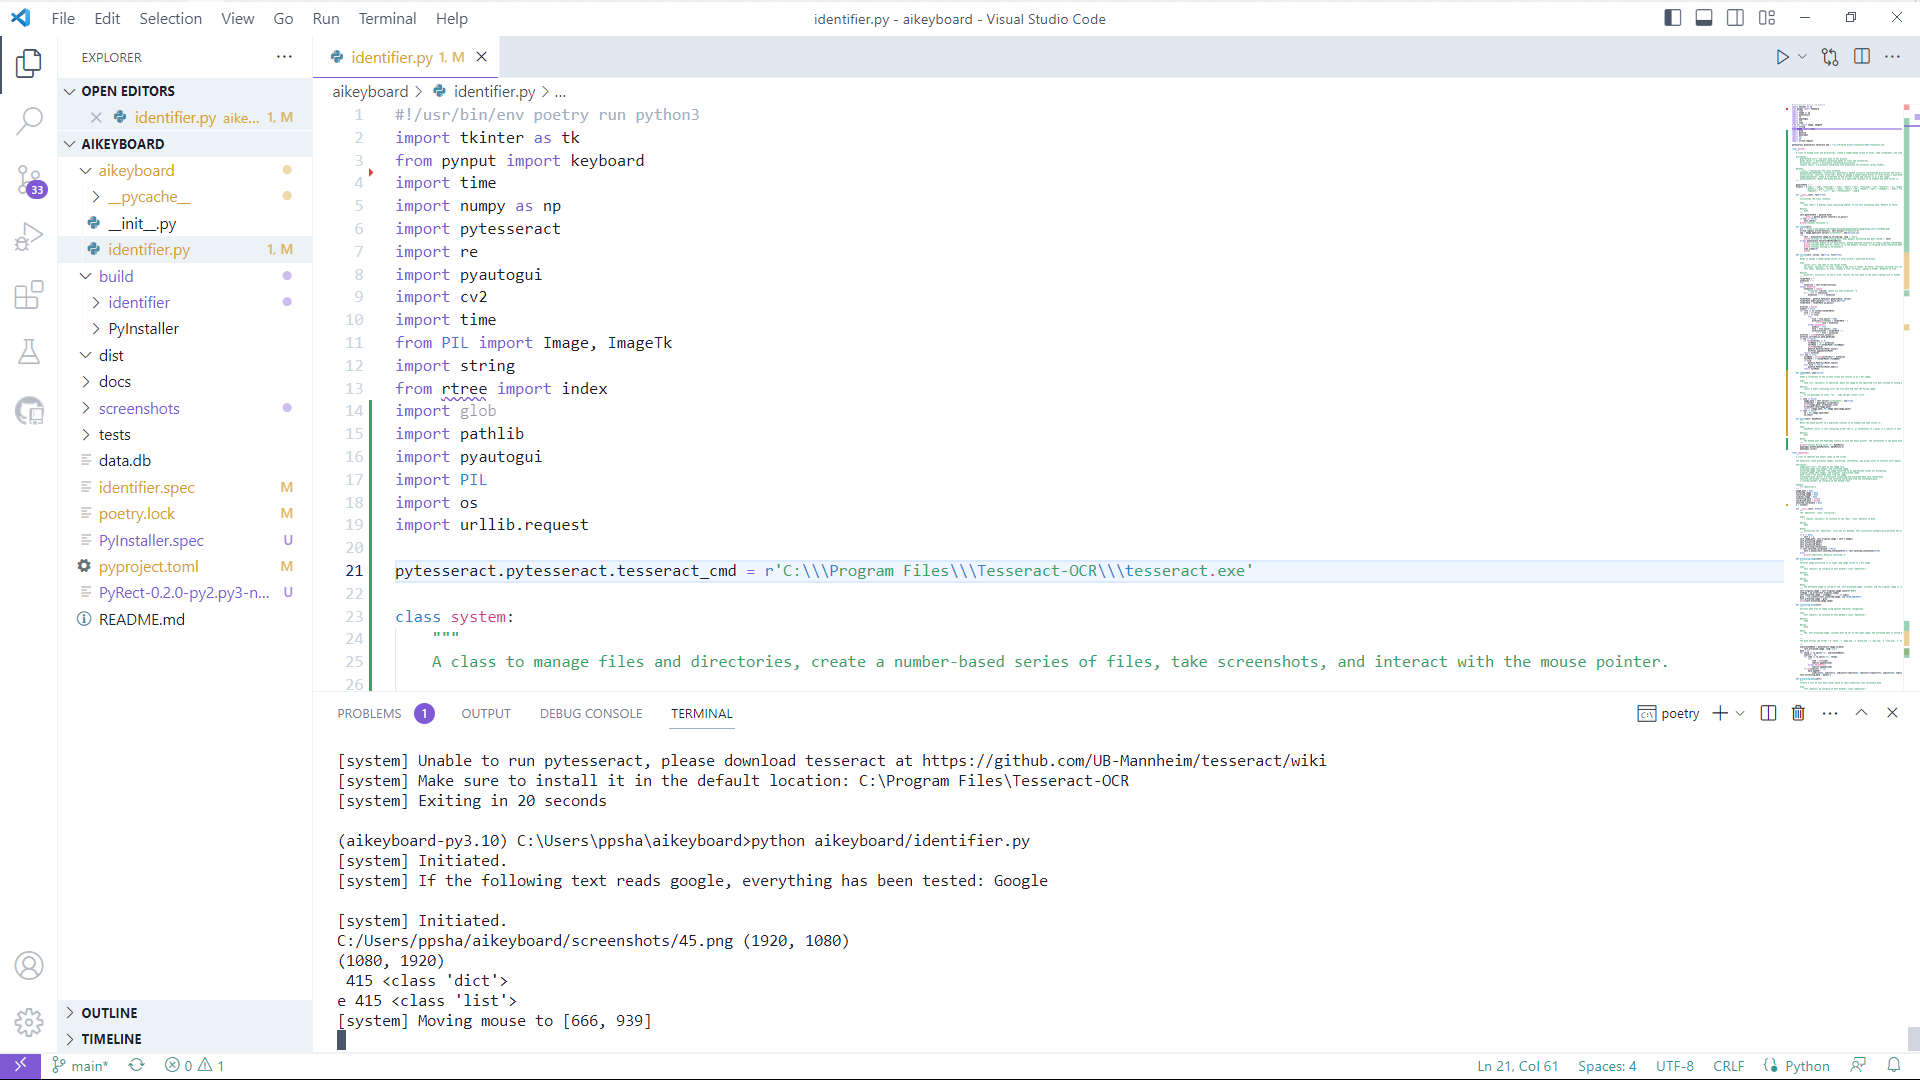 File Edit Selection View Go Run Terminal Help
identifier.py - aikeyboard - Visual Studio Code
EXPLORER
OPEN EDITORS
identifier.py aike... 1, M
AIKEYBOARD
aikeyboard
__pycache__
__init__.py
identifier.py 1, M
build
identifier
PyInstaller
dist
docs
screenshots
tests
data.db
identifier.spec M
poetry.lock M
PyInstaller.spec U
pyproject.toml M
PyRect-0.2.0-py2.py3-n... U
README.md
OUTLINE
TIMELINE
33
identifier.py 1, M
aikeyboard > identifier.py > ...
1 #!/usr/bin/env poetry run python3
2 import tkinter as tk
3 from pynput import keyboard
4 import time
5 import numpy as np
6 import pytesseract
7 import re
8 import pyautogui
9 import cv2
10 import time
11 from PIL import Image, ImageTk
12 import string
13 from rtree import index
14 import glob
15 import pathlib
16 import pyautogui
17 import PIL
18 import os
19 import urllib.request
20
21 pytesseract.pytesseract.tesseract_cmd = r'C:\\\Program Files\\\Tesseract-OCR\\\tesseract.exe'
22
23 class system:
24 """
25 A class to manage files and directories, create a number-based series of files, take screenshots, and interact with the mouse pointer.
26
PROBLEMS 1 OUTPUT DEBUG CONSOLE TERMINAL
poetry
[system] Unable to run pytesseract, please download tesseract at https://github.com/UB-Mannheim/tesseract/wiki
[system] Make sure to install it in the default location: C:\Program Files\Tesseract-OCR
[system] Exiting in 20 seconds
(aikeyboard-py3.10) C:\Users\ppsha\aikeyboard>python aikeyboard/identifier.py
[system] Initiated.
[system] If the following text reads google, everything has been tested: Google
[system] Initiated.
C:/Users/ppsha/aikeyboard/screenshots/45.png (1920, 1080)
(1080, 1920)
415 <class 'dict'>
e 415 <class 'list'>
[system] Moving mouse to [666, 939]
main* 0 1
Ln 21, Col 61 Spaces: 4 UTF-8 CRLF Python